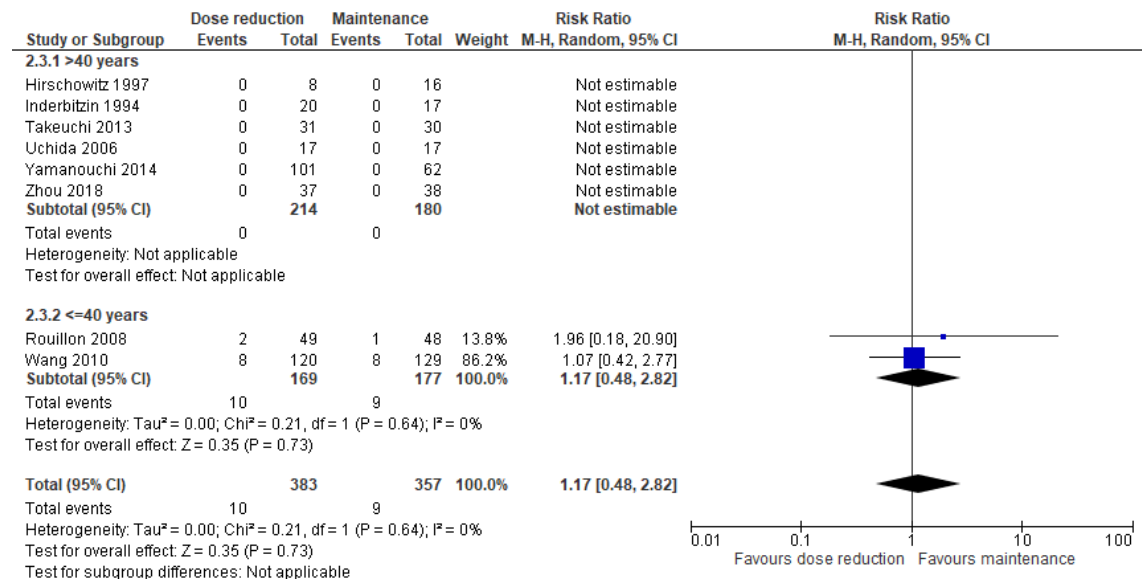 Dose reduction Maintenance Risk Ratio Risk Ratio
Study or Subgroup Events Total Events Total Weight M-H, Random, 95% CI M-H, Random, 95% CI
2.3.1 >40 years
Hirschowitz 1997 0 8 0 16 Not estimable
Inderbitzin 1994 0 20 0 17 Not estimable
Takeuchi 2013 0 31 0 30 Not estimable
Uchida 2006 0 17 0 17 Not estimable
Yamanouchi 2014 0 101 0 62 Not estimable
Zhou 2018 0 37 0 38 Not estimable
Subtotal (95% CI) 214 180 Not estimable
Total events 0 0
Heterogeneity: Not applicable
Test for overall effect: Not applicable
2.3.2 <=40 years
Rouillon 2008 2 49 1 48 13.8% 1.96 [0.18, 20.90]
Wang 2010 8 120 8 129 86.2% 1.07 [0.42, 2.77]
Subtotal (95% CI) 169 177 100.0% 1.17 [0.48, 2.82]
Total events 10 9
Heterogeneity: Tau² = 0.00; Chi² = 0.21, df = 1 (P = 0.64); I² = 0%
Test for overall effect: Z = 0.35 (P = 0.73)
Total (95% CI) 383 357 100.0% 1.17 [0.48, 2.82]
Total events 10 9
Heterogeneity: Tau² = 0.00; Chi² = 0.21, df = 1 (P = 0.64); I² = 0%
Test for overall effect: Z = 0.35 (P = 0.73)
Test for subgroup differences: Not applicable
0.01 0.1 1 10 100
Favours dose reduction Favours maintenance